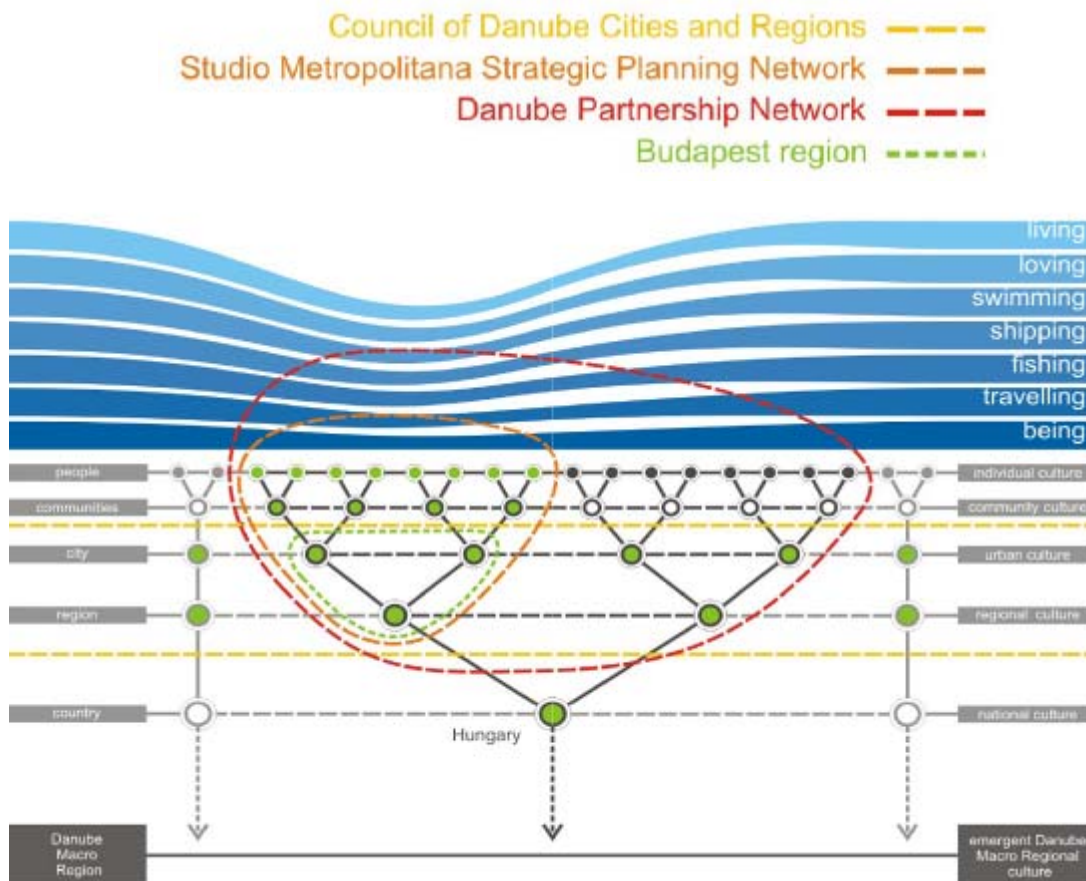 Council of Danube Cities and Regions
Studio Metropolitana Strategic Planning Network
Danube Partnership Network
Budapest region
living
loving
swimming
shipping
fishing
travelling
being
people
individual culture
communities
community culture
city
urban culture
region
regional culture
country
national culture
Hungary
Danube
Macro
Region
emergent Danube
Macro Regional
culture